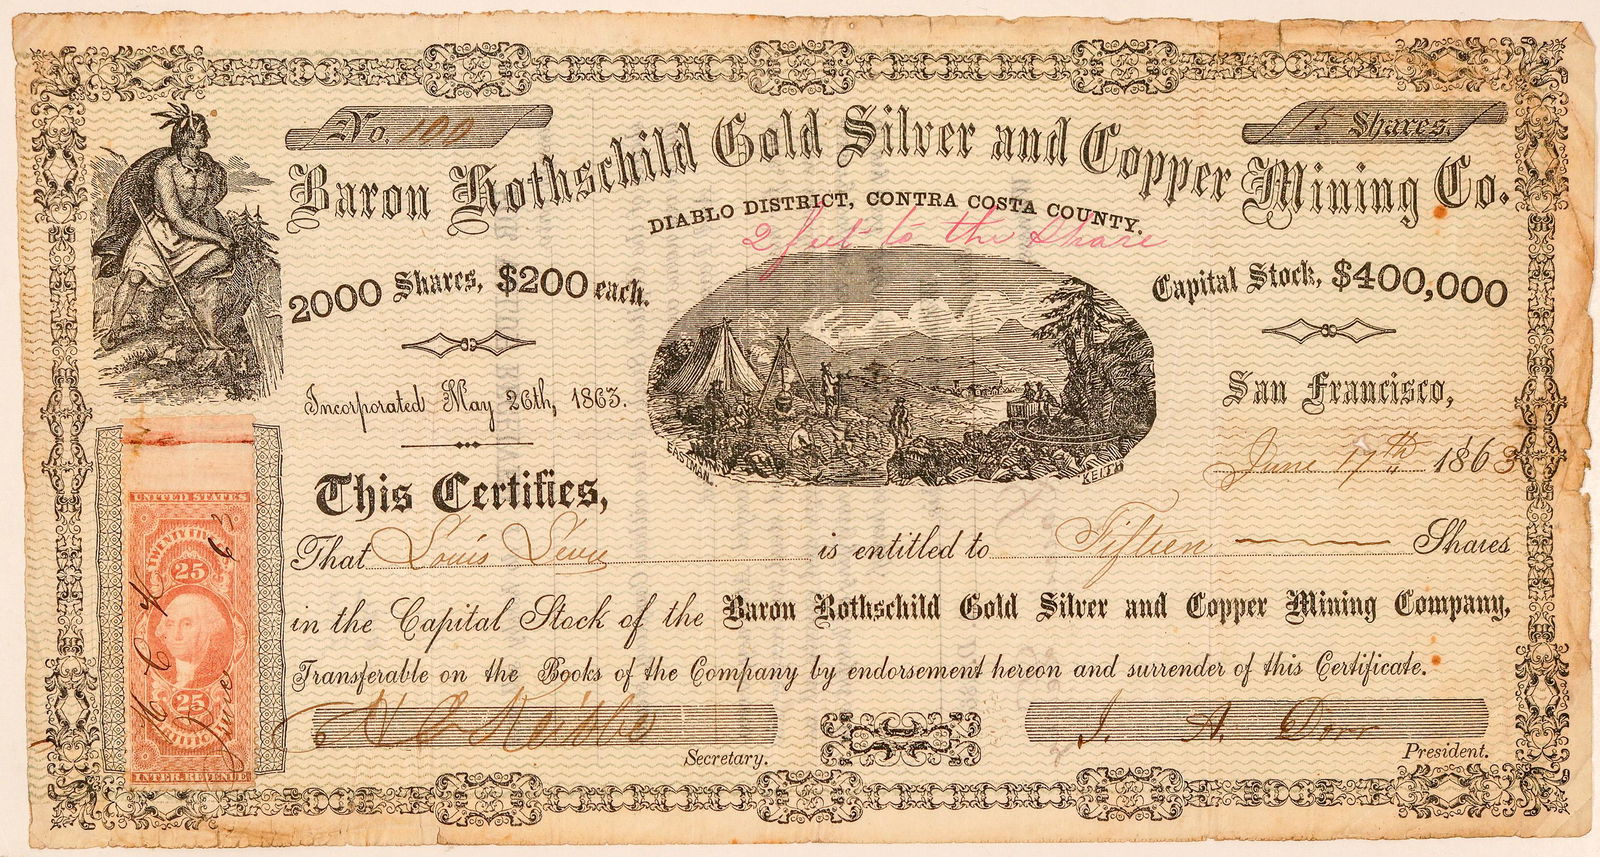 No. 100
15 Shares.
Baron Rothschild Gold Silver and Copper Mining Co.
DIABLO DISTRICT, CONTRA COSTA COUNTY.
2 feet to the Share
2000 Shares, $200 each.
Capital Stock, $400,000
Incorporated May 26th, 1863.
San Francisco,
June 17th 1863
EASTMAN.
KEITH
This Certifies,
That Louis is entitled to Fifteen Shares
in the Capital Stock of the Baron Rothschild Gold Silver and Copper Mining Company,
Transferable on the Books of the Company by endorsement hereon and surrender of this Certificate.
H C
Secretary.
J. A. Dorr
President.
UNITED STATES
TWENTY FIVE
25
25
INTER. REVENUE
H C K
June
63